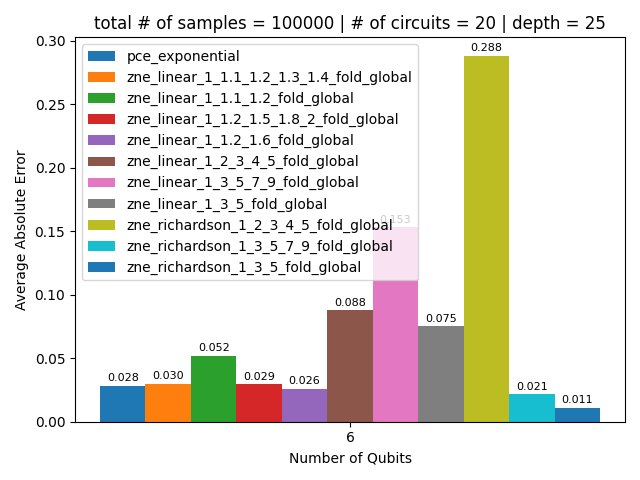 total # of samples = 100000 | # of circuits = 20 | depth = 25
Average Absolute Error
0.30
0.25
0.20
0.15
0.10
0.05
0.00
pce_exponential
zne_linear_1_1.1_1.2_1.3_1.4_fold_global
zne_linear_1_1.1_1.2_fold_global
zne_linear_1_1.2_1.5_1.8_2_fold_global
zne_linear_1_1.2_1.6_fold_global
zne_linear_1_2_3_4_5_fold_global
zne_linear_1_3_5_7_9_fold_global
zne_linear_1_3_5_fold_global
zne_richardson_1_2_3_4_5_fold_global
zne_richardson_1_3_5_7_9_fold_global
zne_richardson_1_3_5_fold_global
0.028
0.030
0.052
0.029
0.026
0.088
0.153
0.075
0.288
0.021
0.011
6
Number of Qubits